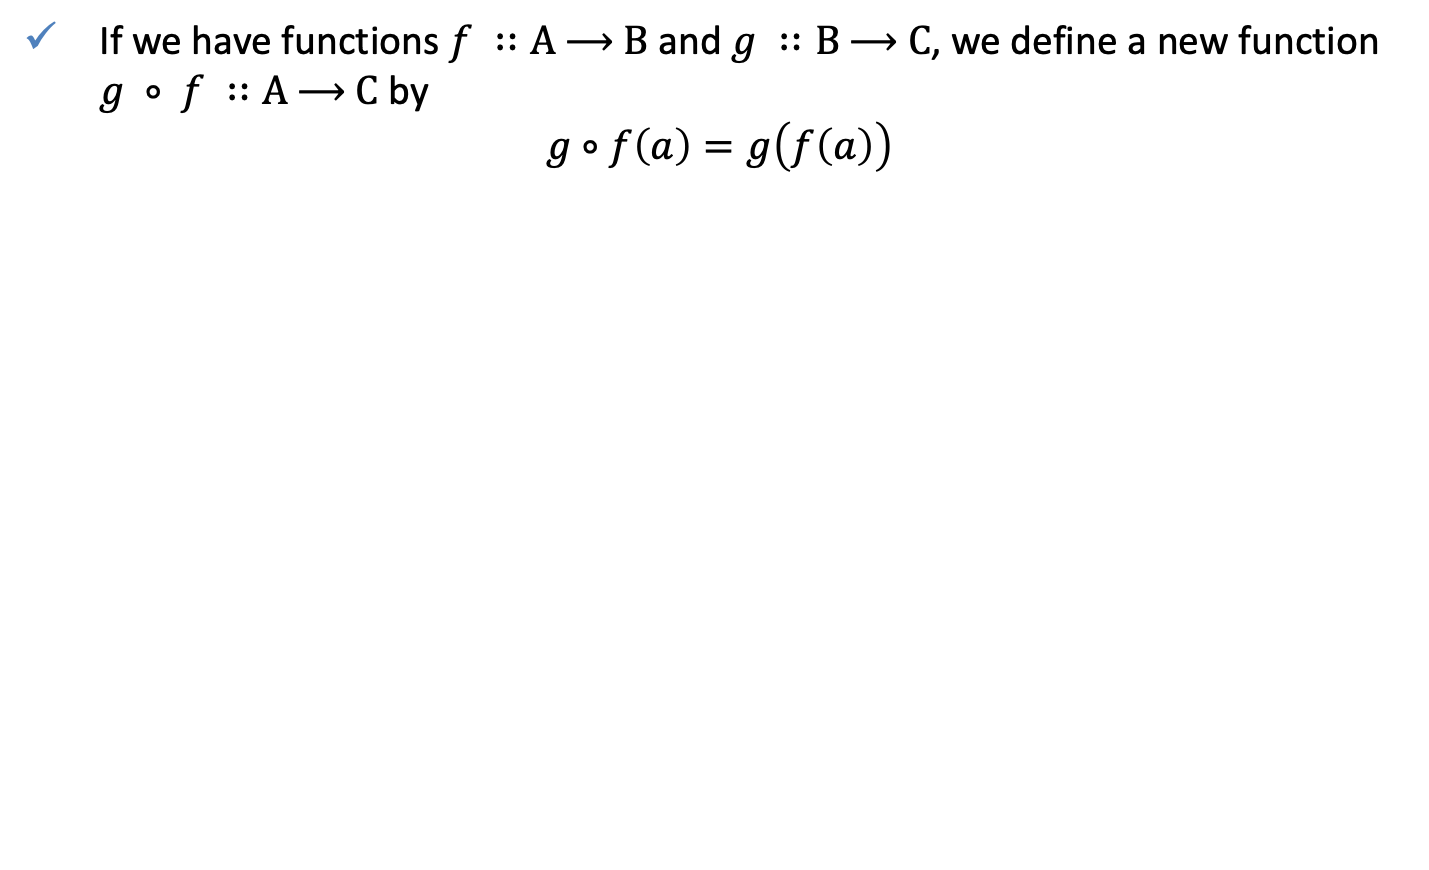 ✓ If we have functions f :: A ⟶ B and g :: B ⟶ C, we define a new function
g ∘ f :: A ⟶ C by
g ∘ f(a) = g(f(a))